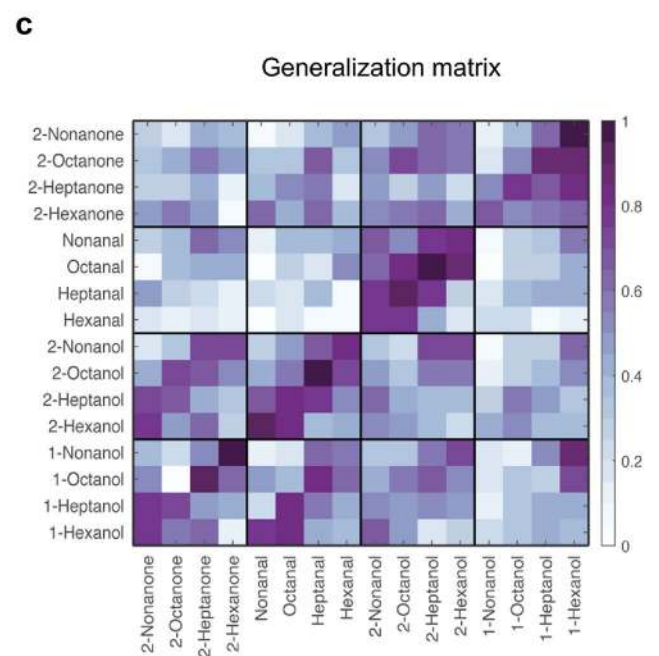 c
Generalization matrix
2-Nonanone
2-Octanone
2-Heptanone
2-Hexanone
Nonanal
Octanal
Heptanal
Hexanal
2-Nonanol
2-Octanol
2-Heptanol
2-Hexanol
1-Nonanol
1-Octanol
1-Heptanol
1-Hexanol
1
0.8
0.6
0.4
0.2
0
2-Nonanone
2-Octanone
2-Heptanone
2-Hexanone
Nonanal
Octanal
Heptanal
Hexanal
2-Nonanol
2-Octanol
2-Heptanol
2-Hexanol
1-Nonanol
1-Octanol
1-Heptanol
1-Hexanol